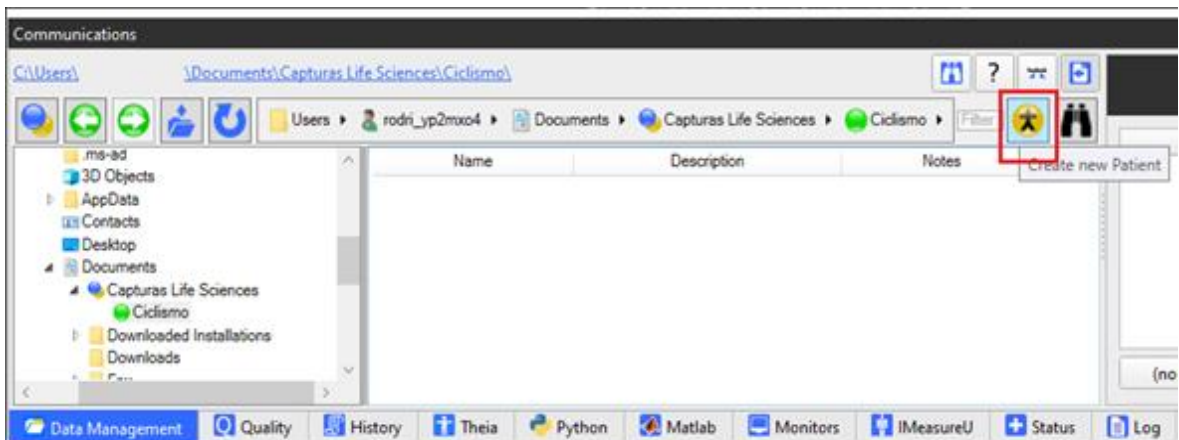 Communications
C:\Users\ \Documents\Capturas Life Sciences\Ciclismo\
?
Users rodri_yp2mxo4 Documents Capturas Life Sciences Ciclismo Filter
Name Description Notes
Create new Patient
.ms-ad
3D Objects
AppData
Contacts
Desktop
Documents
Capturas Life Sciences
Ciclismo
Downloaded Installations
Downloads
(no
Data Management Quality History Theia Python Matlab Monitors IMeasureU Status Log